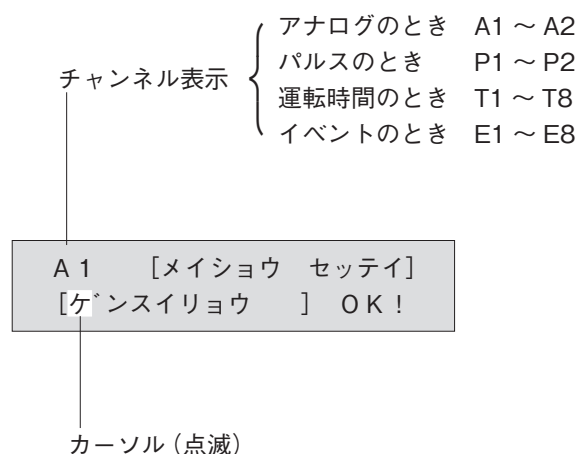 アナログのとき A1 ～ A2
パルスのとき P1 ～ P2
チャンネル表示
運転時間のとき T1 ～ T8
イベントのとき E1 ～ E8
A 1 [メイショウ セッテイ]
[ケ゛ンスイリョウ ] O K !
カーソル（点滅）